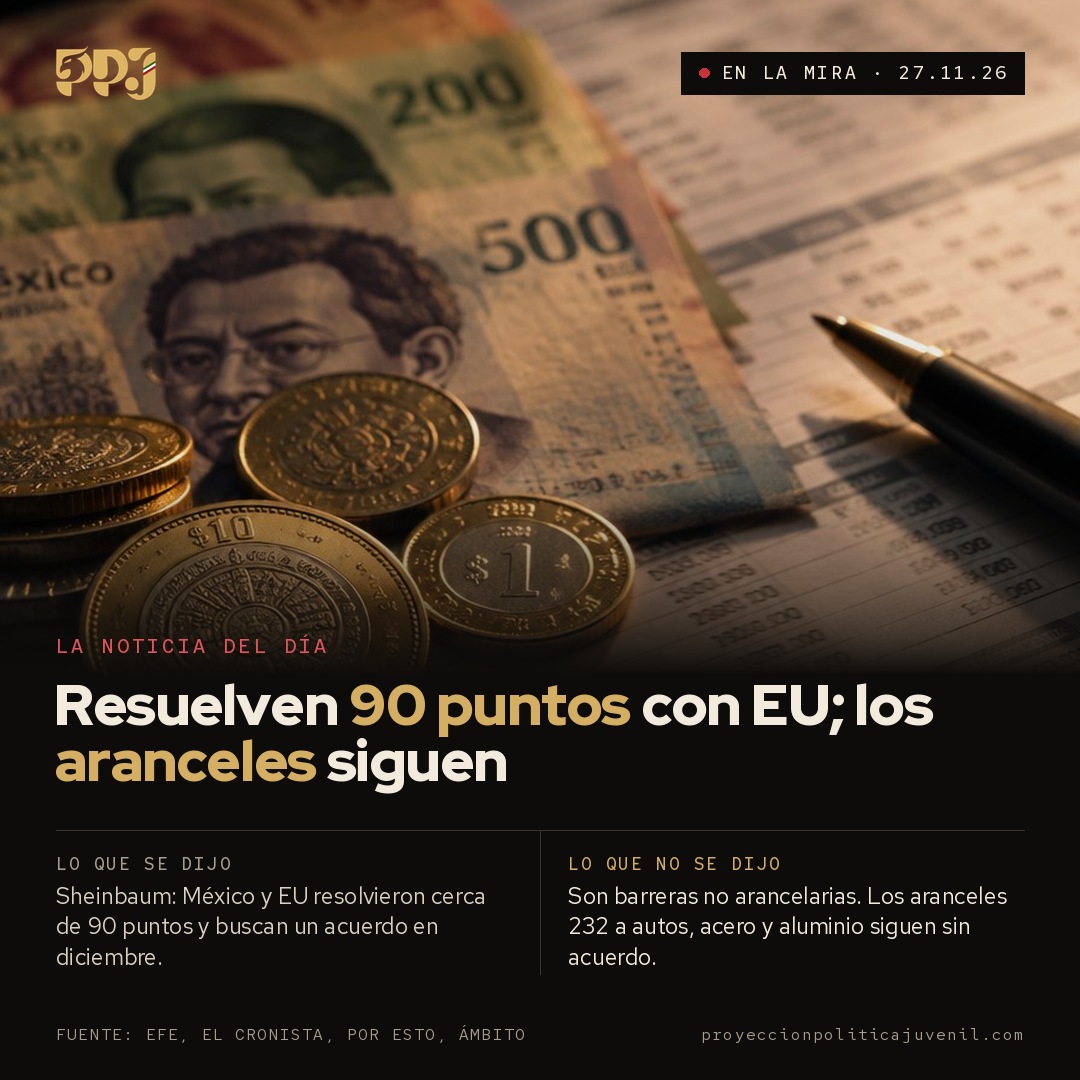 PPJ
EN LA MIRA · 27.11.26
200
éxico
500
éxico
$10
$1
LA NOTICIA DEL DÍA
Resuelven 90 puntos con EU; los
aranceles siguen
LO QUE SE DIJO
Sheinbaum: México y EU resolvieron cerca
de 90 puntos y buscan un acuerdo en
diciembre.
LO QUE NO SE DIJO
Son barreras no arancelarias. Los aranceles
232 a autos, acero y aluminio siguen sin
acuerdo.
FUENTE: EFE, EL CRONISTA, POR ESTO, ÁMBITO
proyeccionpoliticajuvenil.com